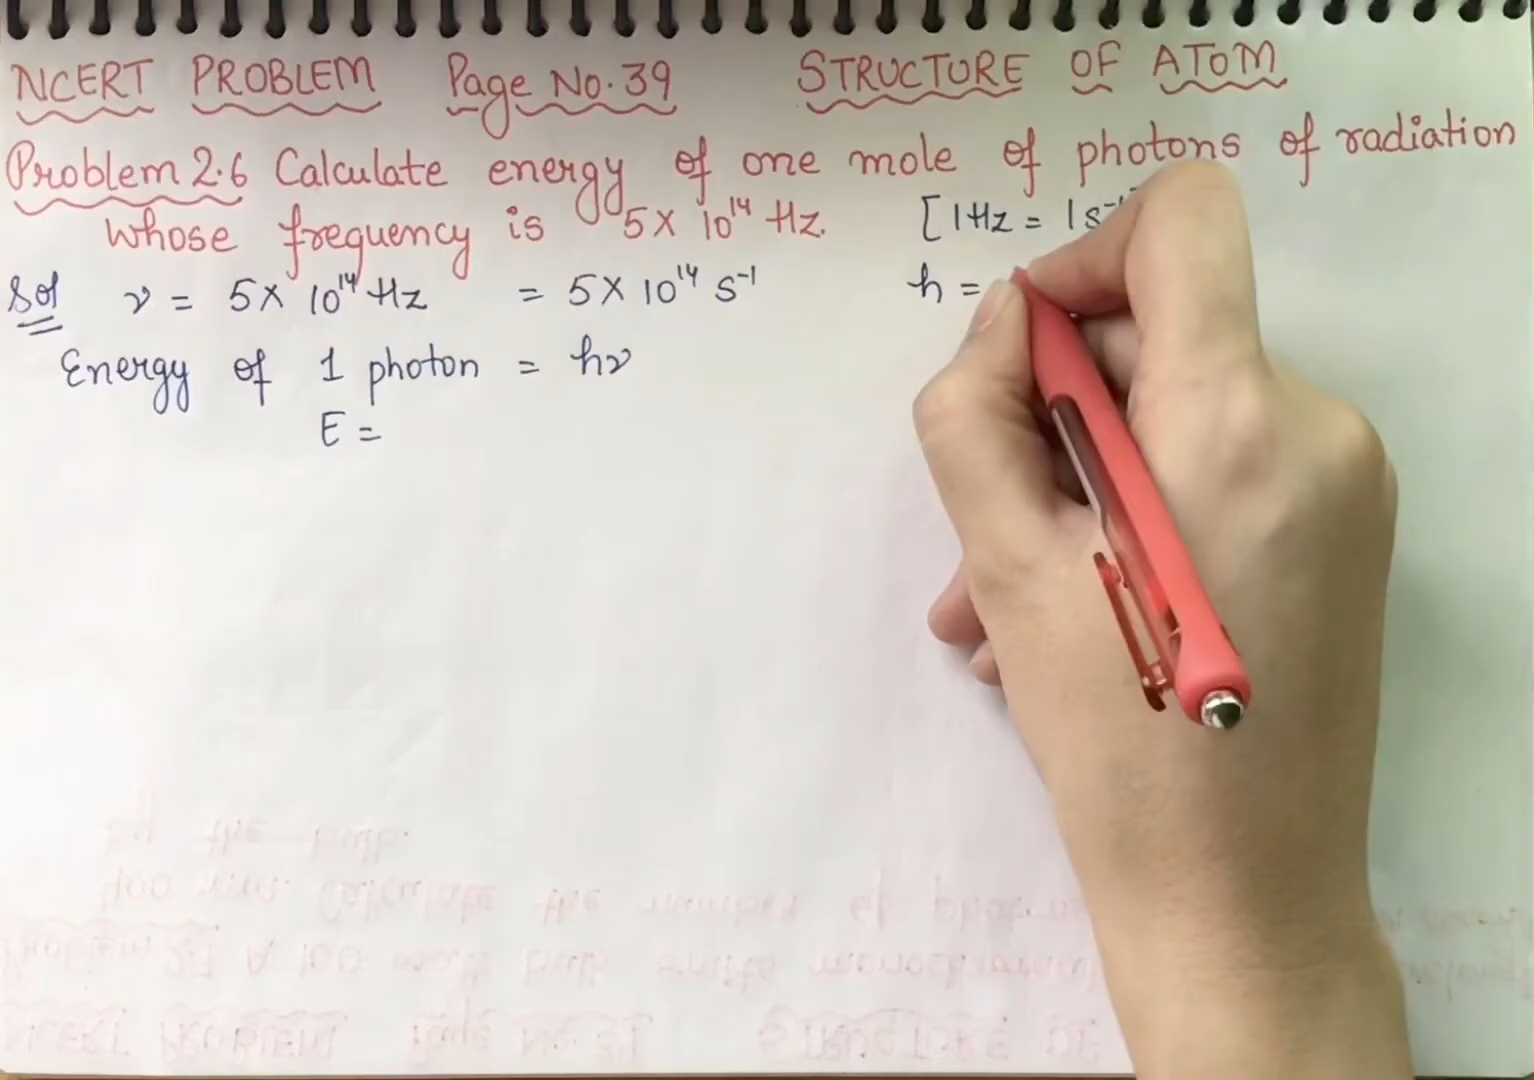 NCERT PROBLEM Page No. 39 STRUCTURE OF ATOM
Problem 2.6 Calculate energy of one mole of photons of radiation
whose frequency is 5 × 10¹⁴ Hz. [1Hz = 1s⁻¹
Sol ν = 5 × 10¹⁴ Hz = 5 × 10¹⁴ s⁻¹ h =
Energy of 1 photon = hν
E =